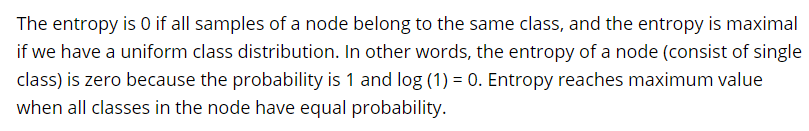 The entropy is 0 if all samples of a node belong to the same class, and the entropy is maximal
if we have a uniform class distribution. In other words, the entropy of a node (consist of single
class) is zero because the probability is 1 and log (1) = 0. Entropy reaches maximum value
when all classes in the node have equal probability.